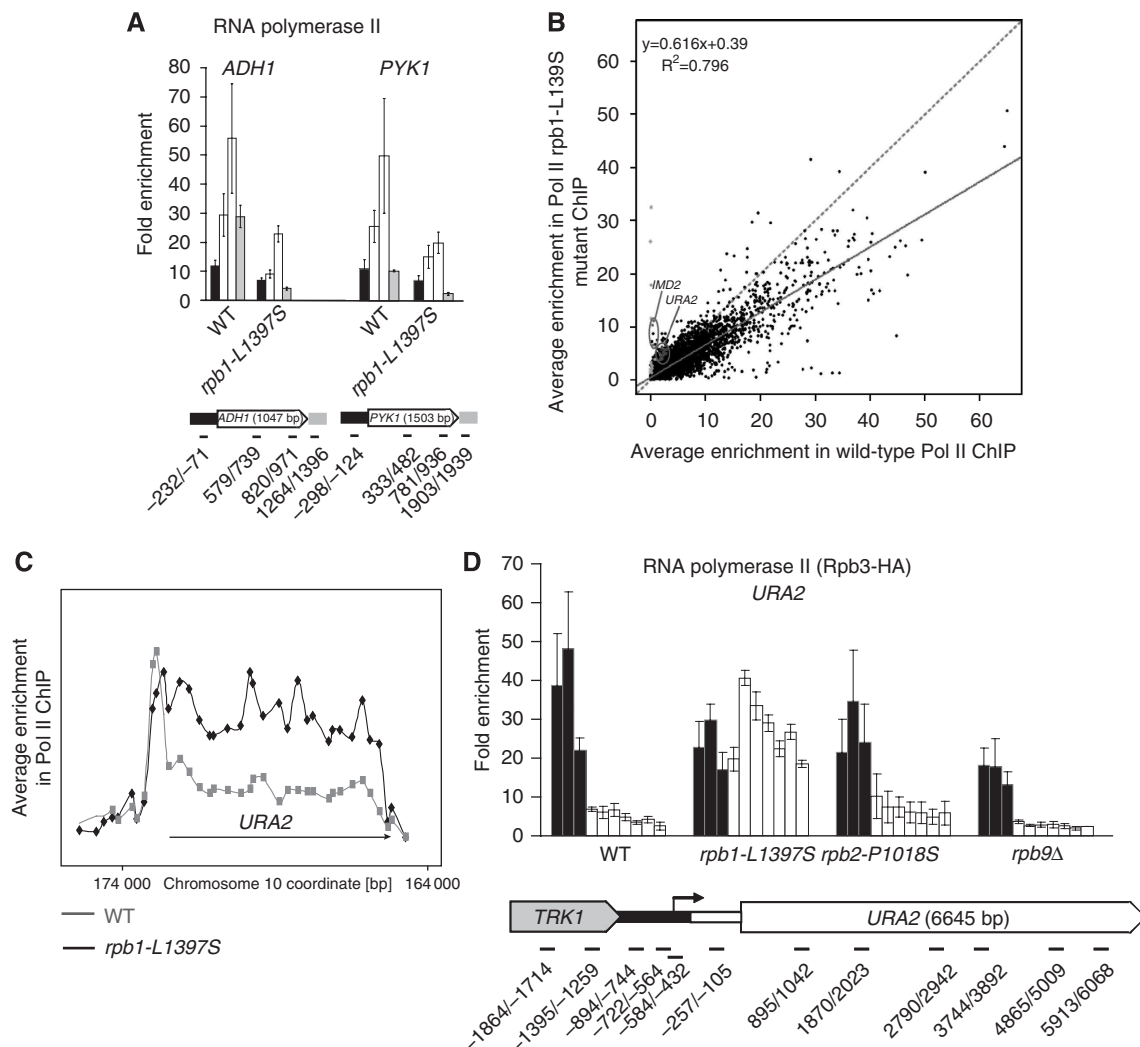 A
RNA polymerase II
ADH1
PYK1
Fold enrichment
80
70
60
50
40
30
20
10
0
WT
rpb1-L1397S
WT
rpb1-L1397S
ADH1 (1047 bp)
PYK1 (1503 bp)
–232/–71
579/739
820/971
1264/1396
–298/–124
333/482
781/936
1903/1939
B
y=0.616x+0.39
R²=0.796
Average enrichment in Pol II rpb1-L139S
mutant ChIP
60
50
40
30
20
10
0
IMD2
URA2
0 10 20 30 40 50 60
Average enrichment in wild-type Pol II ChIP
C
Average enrichment
in Pol II ChIP
URA2
174 000 Chromosome 10 coordinate [bp] 164 000
WT
rpb1-L1397S
D
RNA polymerase II (Rpb3-HA)
URA2
Fold enrichment
70
60
50
40
30
20
10
0
WT
rpb1-L1397S
rpb2-P1018S
rpb9Δ
TRK1
URA2 (6645 bp)
–1864/–1714
–1395/–1259
–894/–744
–722/–564
–584/–432
–257/–105
895/1042
1870/2023
2790/2942
3744/3892
4865/5009
5913/6068